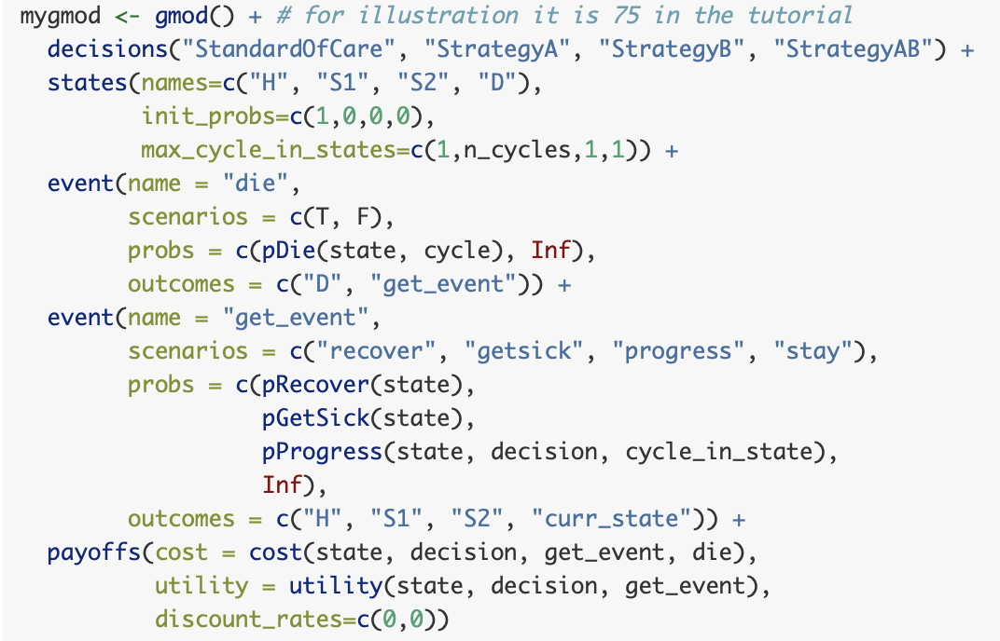 mygmod <- gmod() + # for illustration it is 75 in the tutorial
  decisions("StandardOfCare", "StrategyA", "StrategyB", "StrategyAB") +
  states(names=c("H", "S1", "S2", "D"),
         init_probs=c(1,0,0,0),
         max_cycle_in_states=c(1,n_cycles,1,1)) +
  event(name = "die",
        scenarios = c(T, F),
        probs = c(pDie(state, cycle), Inf),
        outcomes = c("D", "get_event")) +
  event(name = "get_event",
        scenarios = c("recover", "getsick", "progress", "stay"),
        probs = c(pRecover(state),
                  pGetSick(state),
                  pProgress(state, decision, cycle_in_state),
                  Inf),
        outcomes = c("H", "S1", "S2", "curr_state")) +
  payoffs(cost = cost(state, decision, get_event, die),
          utility = utility(state, decision, get_event),
          discount_rates=c(0,0))